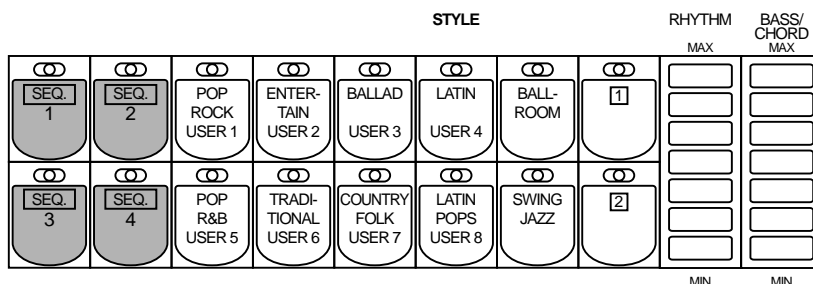 STYLE
RHYTHM
BASS/
CHORD
MAX
MAX
SEQ.
1
SEQ.
2
POP
ROCK
USER 1
ENTER-
TAIN
USER 2
BALLAD
USER 3
LATIN
USER 4
BALL-
ROOM
1
SEQ.
3
SEQ.
4
POP
R&B
USER 5
TRADI-
TIONAL
USER 6
COUNTRY
FOLK
USER 7
LATIN
POPS
USER 8
SWING
JAZZ
2
MIN
MIN